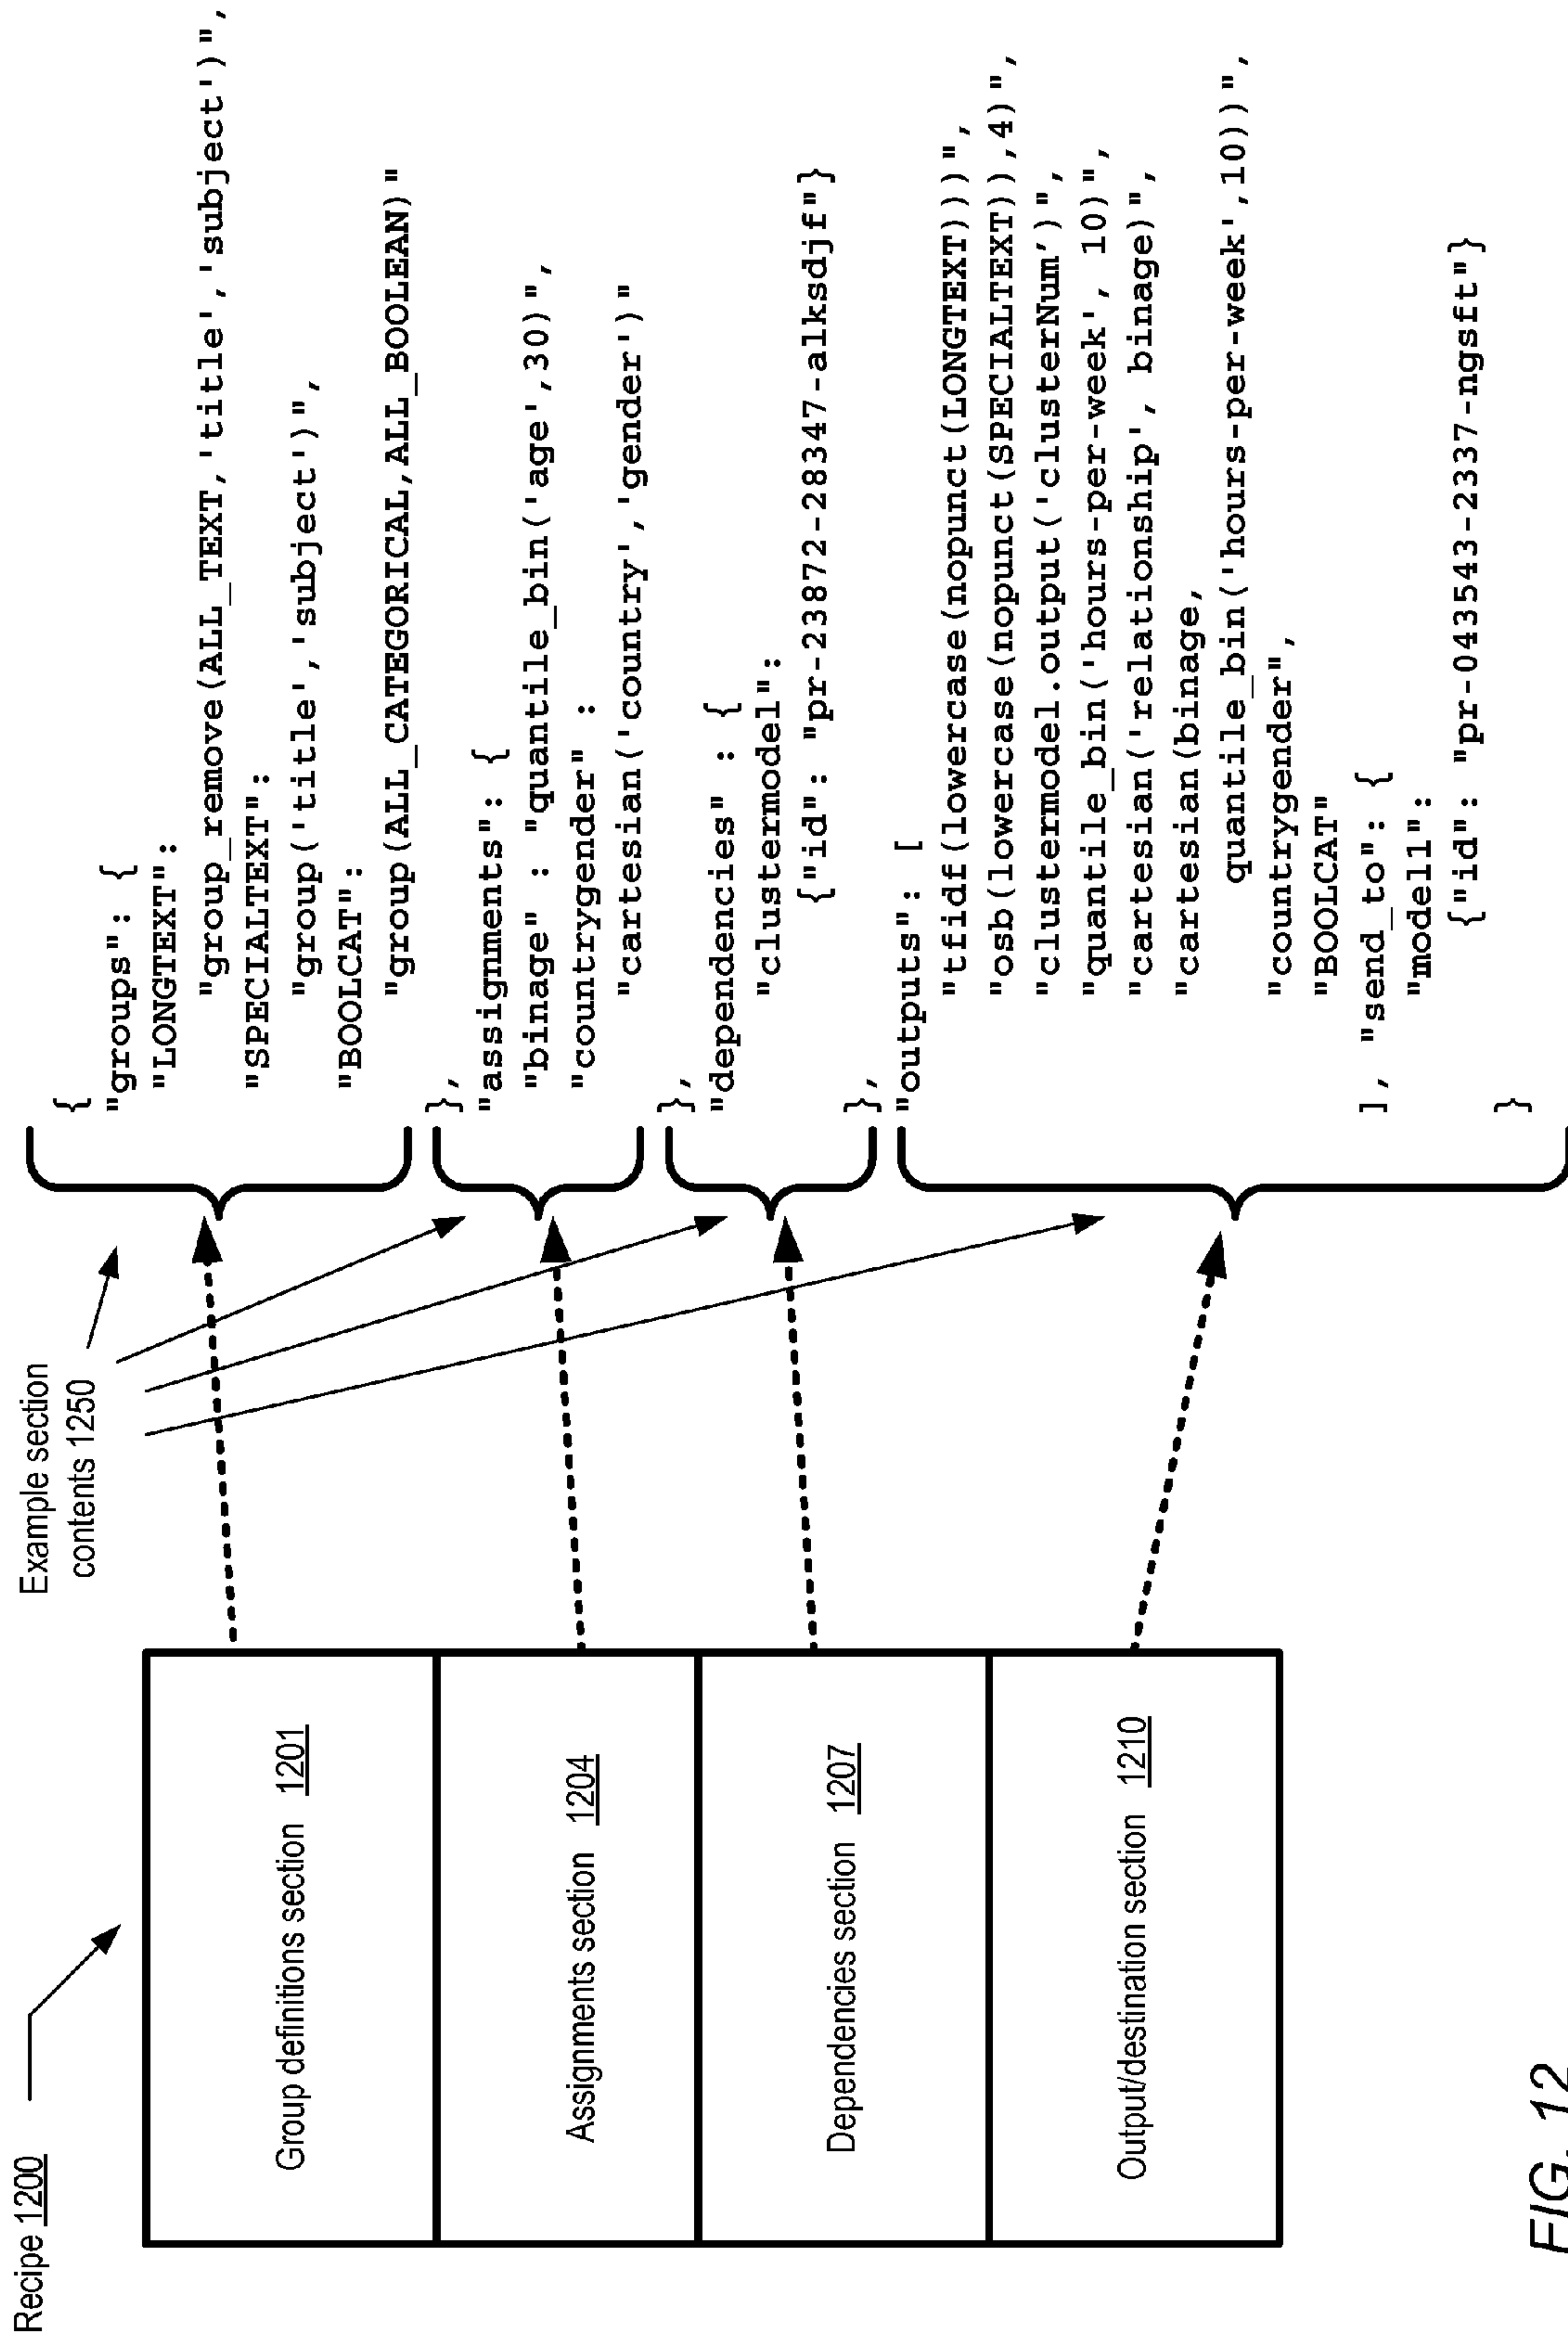 Recipe 1200
Group definitions section 1201
Assignments section 1204
Dependencies section 1207
Output/destination section 1210
Example section
contents 1250
{
"groups": {
"LONGTEXT":
"group_remove(ALL_TEXT,'title','subject')",
"SPECIALTEXT":
"group('title','subject')",
"BOOLCAT":
"group(ALL_CATEGORICAL,ALL_BOOLEAN)"
},
"assignments": {
"binage" : "quantile_bin('age',30)",
"countrygender" :
"cartesian('country','gender')"
},
"dependencies" : {
"clustermodel":
{"id": "pr-23872-28347-alksdjf"}
},
"outputs": [
"tfidf(lowercase(nopunct(LONGTEXT)))",
"osb(lowercase(nopunct(SPECIALTEXT)),4)",
"clustermodel.output('clusterNum’)",
"quantile_bin('hours-per-week', 10)",
"cartesian('relationship', binage)",
"cartesian(binage,
quantile_bin('hours-per-week',10))",
"countrygender",
"BOOLCAT"
], "send_to": {
"model1":
{"id": "pr-043543-2337-ngsft"}
}
FIG. 12